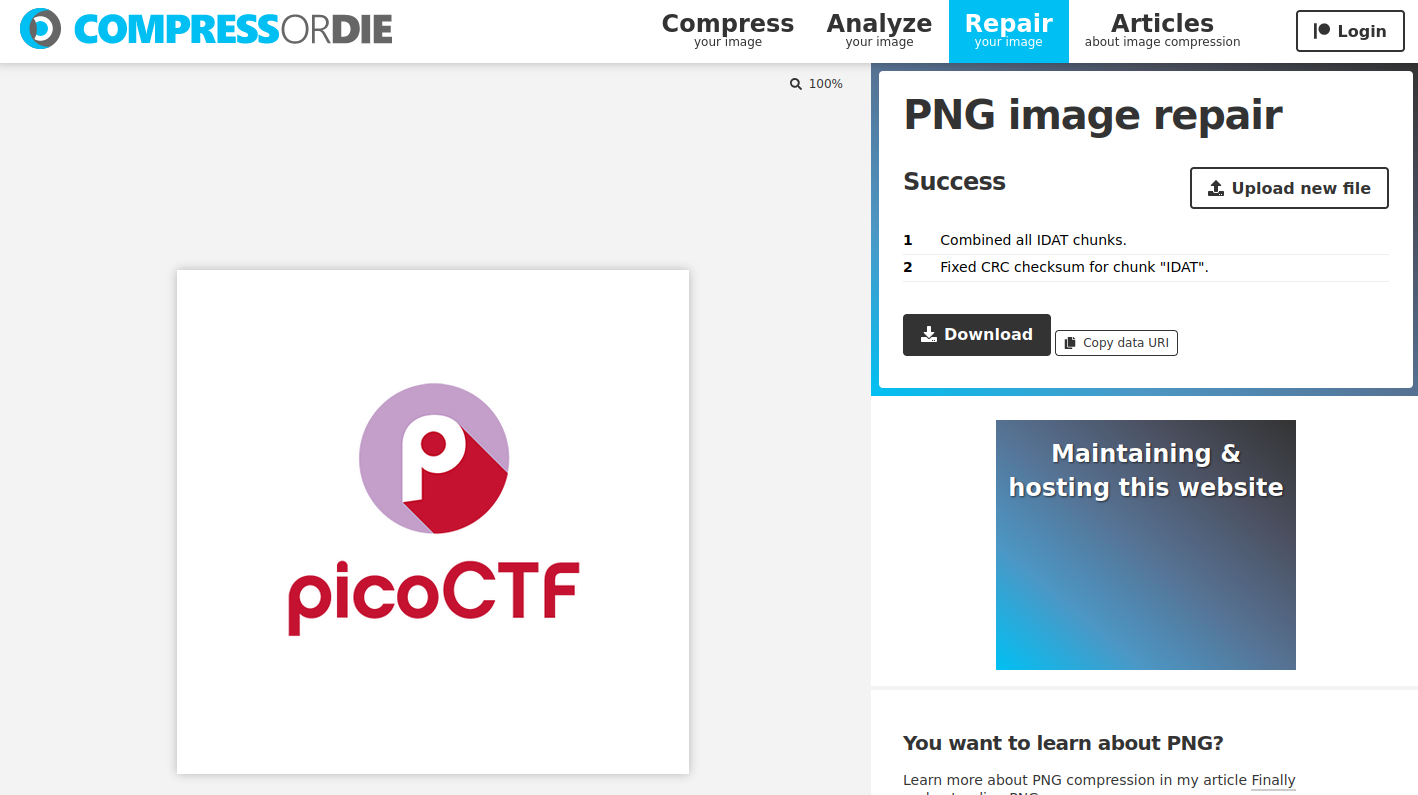 COMPRESSORDIE
Compress
your image
Analyze
your image
Repair
your image
Articles
about image compression
Login
100%
picoCTF
PNG image repair
Success
Upload new file
1 Combined all IDAT chunks.
2 Fixed CRC checksum for chunk "IDAT".
Download
Copy data URI
Maintaining &
hosting this website
You want to learn about PNG?
Learn more about PNG compression in my article Finally